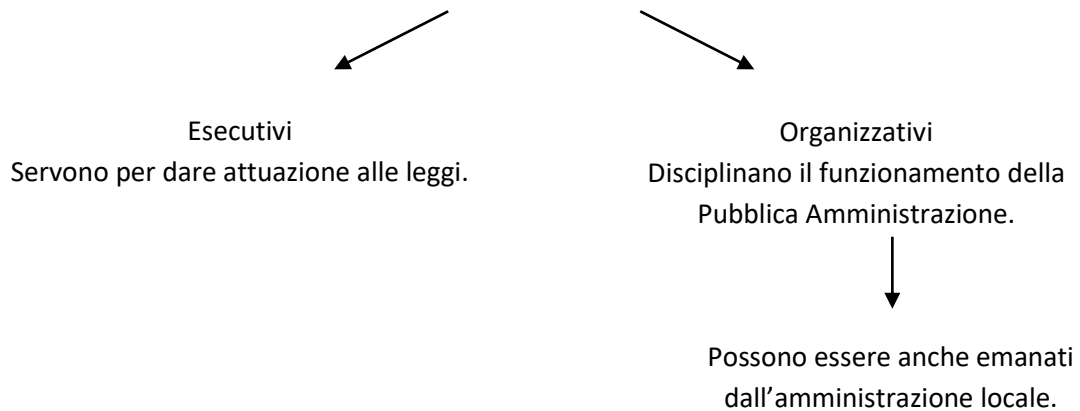 Esecutivi
Servono per dare attuazione alle leggi.
Organizzativi
Disciplinano il funzionamento della
Pubblica Amministrazione.
Possono essere anche emanati
dall’amministrazione locale.